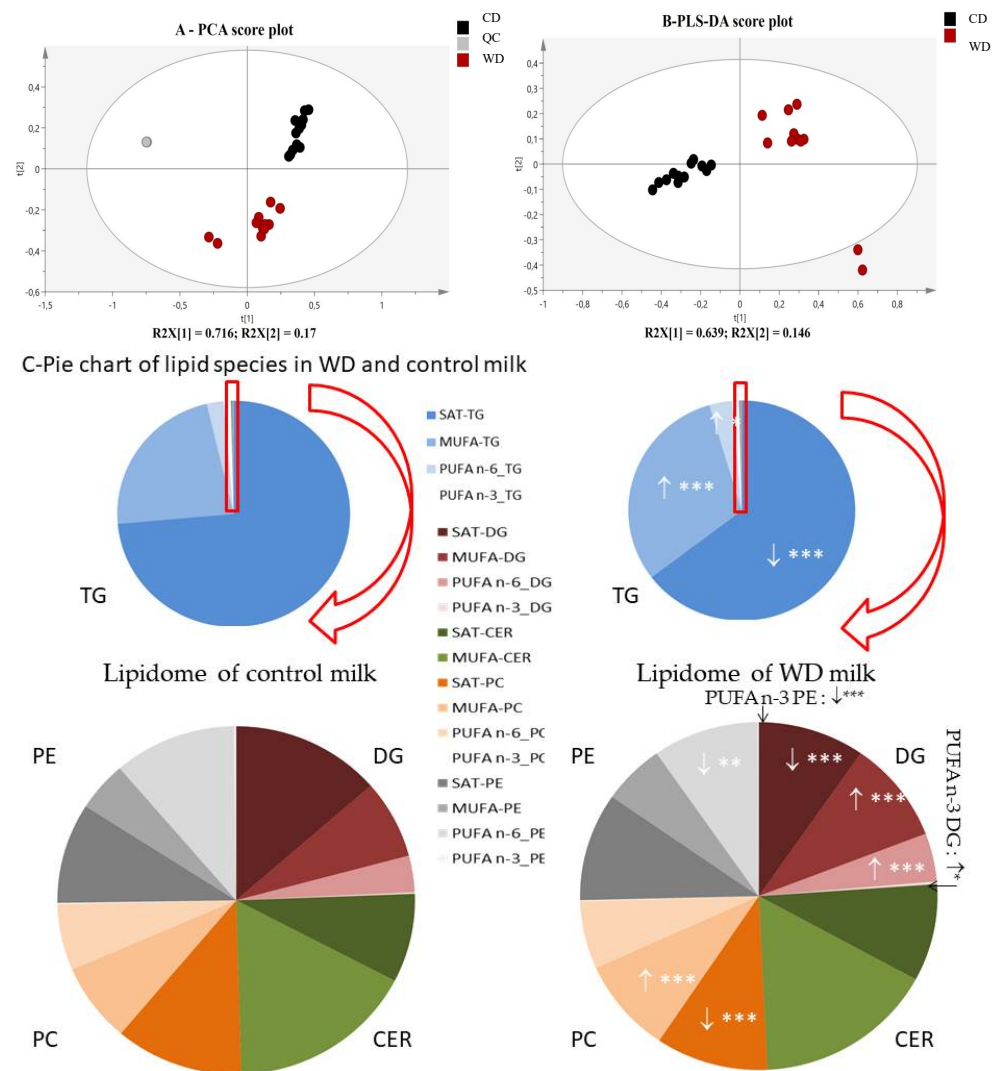 A - PCA score plot
CD
QC
WD
0,4
0,2
0
-0,2
-0,4
-0,6
t[2]
-1,5
-1
-0,5
0
0,5
1
t[1]
R2X[1] = 0.716; R2X[2] = 0.17
B-PLS-DA score plot
CD
WD
0,4
0,3
0,2
0,1
0
-0,1
-0,2
-0,3
-0,4
-0,5
t[2]
-1
-0,8
-0,6
-0,4
-0,2
0
0,2
0,4
0,6
0,8
t[1]
R2X[1] = 0.639; R2X[2] = 0.146
C-Pie chart of lipid species in WD and control milk
TG
SAT-TG
MUFA-TG
PUFA n-6_TG
PUFA n-3_TG
SAT-DG
MUFA-DG
PUFA n-6_DG
PUFA n-3_DG
SAT-CER
MUFA-CER
SAT-PC
MUFA-PC
PUFA n-6_PC
PUFA n-3_PC
SAT-PE
MUFA-PE
PUFA n-6_PE
PUFA n-3_PE
↑ *
↑ ***
↓ ***
TG
Lipidome of control milk
PE
DG
PC
CER
Lipidome of WD milk
PUFA n-3 PE : ↓***
PE
DG
↓ **
↓ ***
↑ ***
↑ ***
PUFA n-3 DG : ↑*
↑ ***
↓ ***
PC
CER